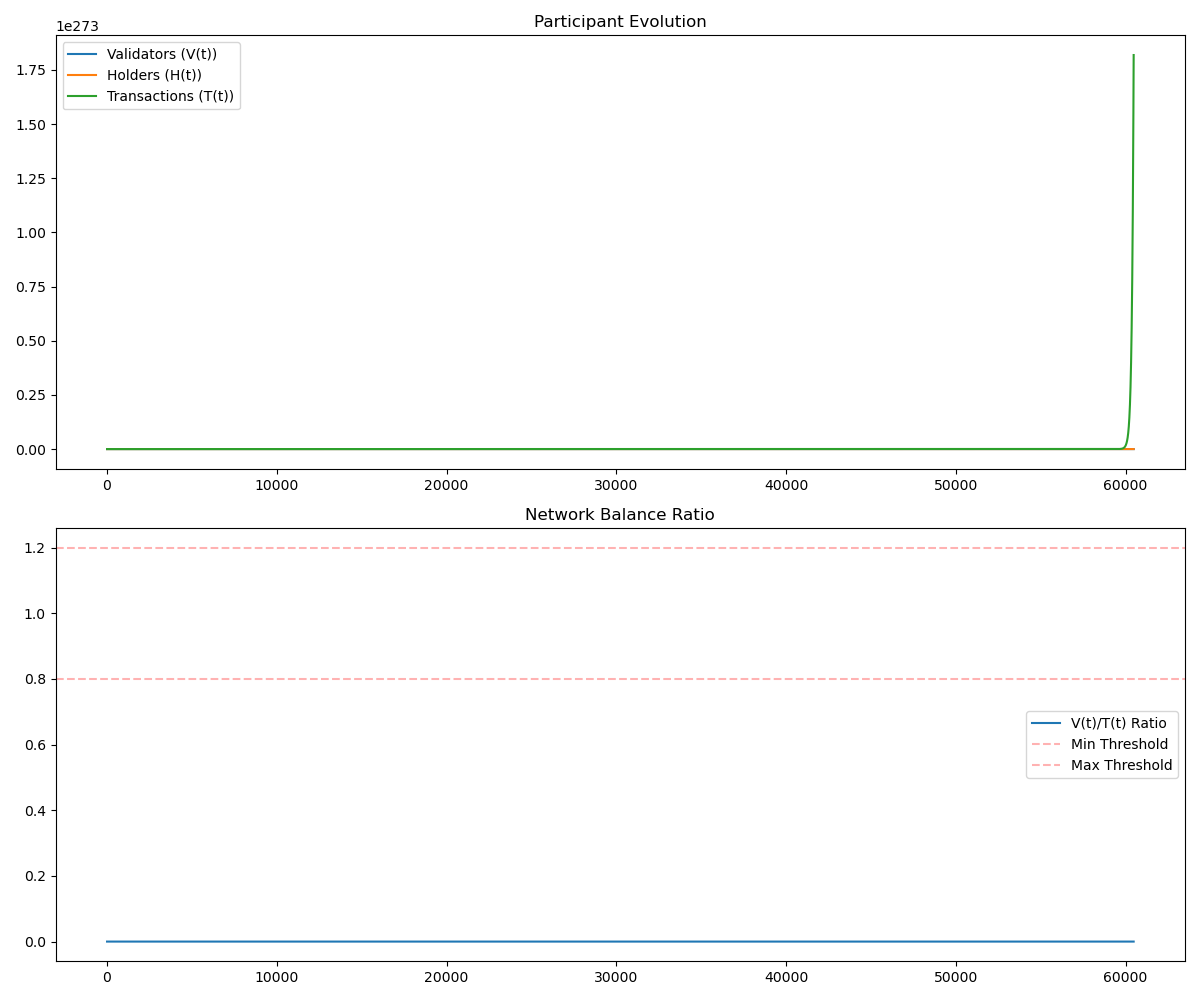 Participant Evolution
1e273
Validators (V(t))
Holders (H(t))
Transactions (T(t))
1.75
1.50
1.25
1.00
0.75
0.50
0.25
0.00
0 10000 20000 30000 40000 50000 60000
Network Balance Ratio
1.2
1.0
0.8
0.6
0.4
0.2
0.0
V(t)/T(t) Ratio
Min Threshold
Max Threshold
0 10000 20000 30000 40000 50000 60000